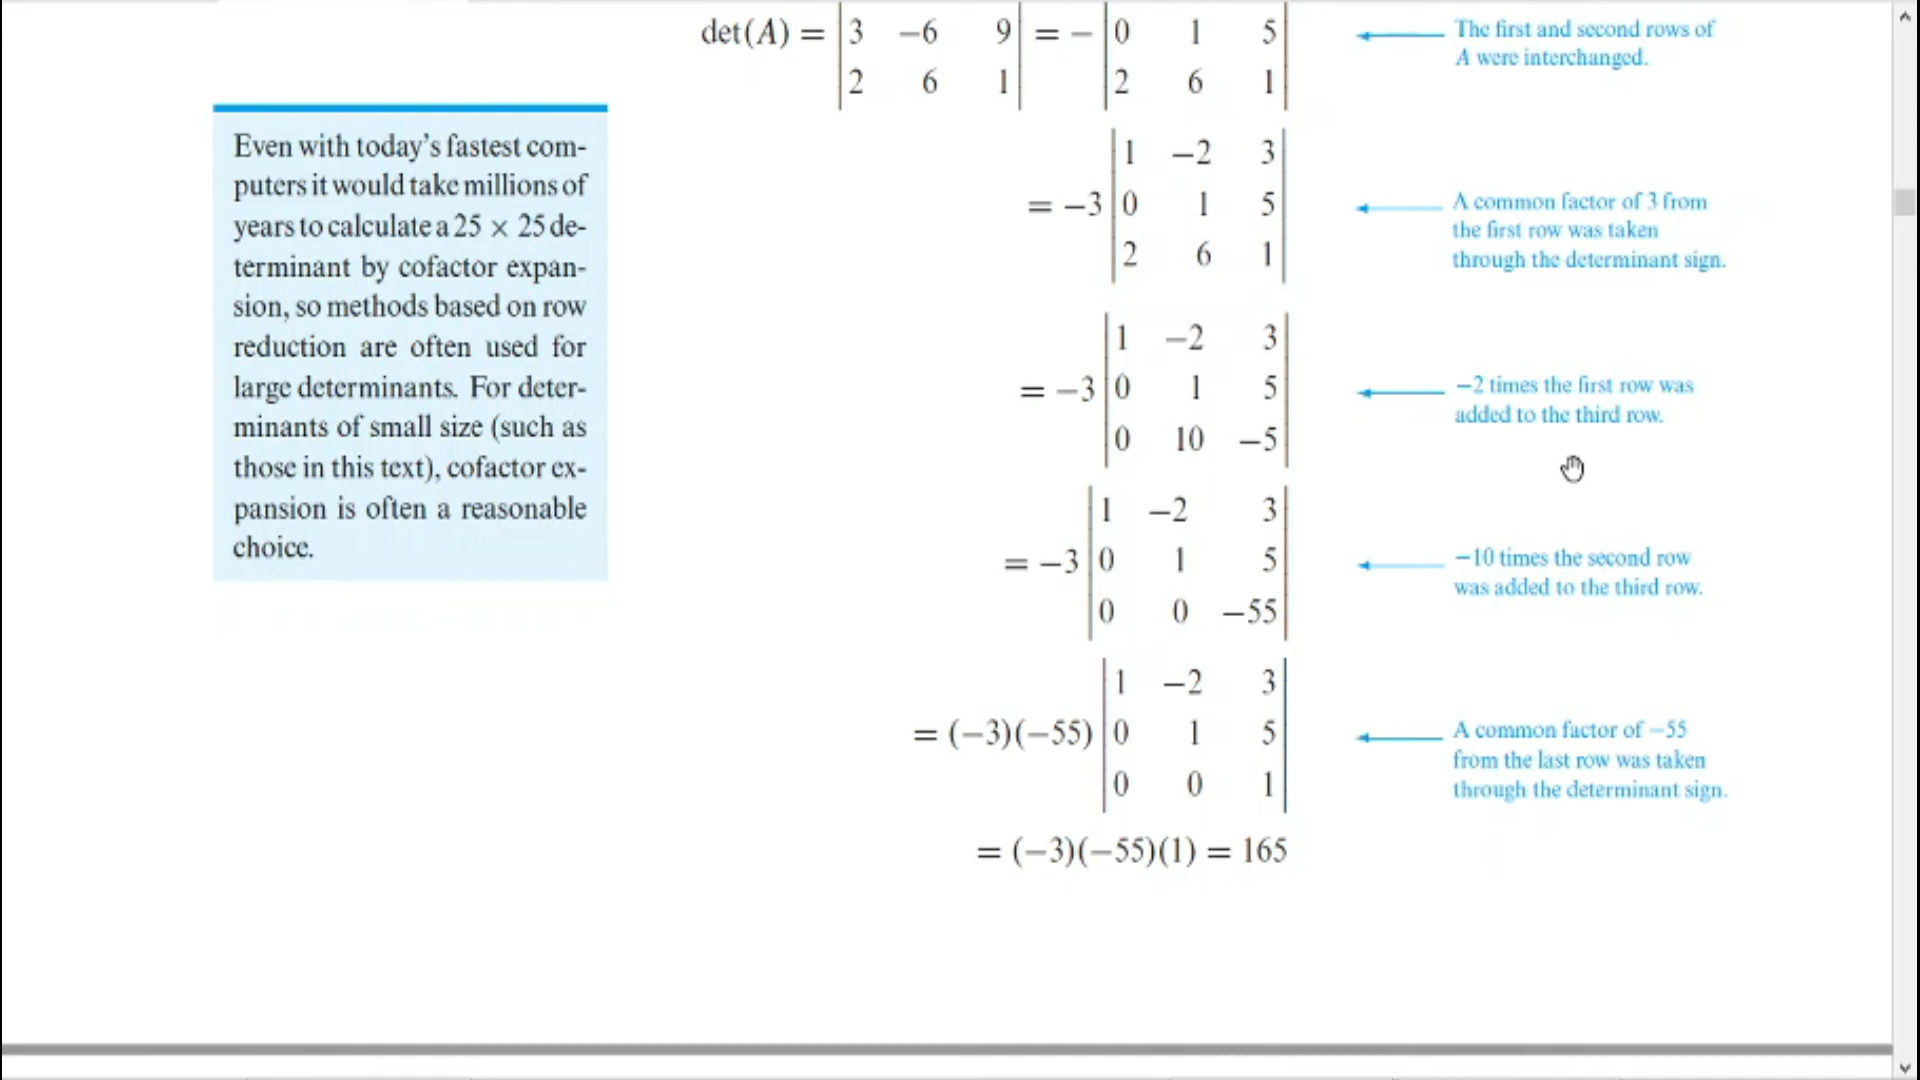 det(A) = |3 −6 9| = − |0 1 5|
|2 6 1| |2 6 1|
The first and second rows of
A were interchanged.
|1 −2 3|
= −3 |0 1 5|
|2 6 1|
A common factor of 3 from
the first row was taken
through the determinant sign.
|1 −2 3|
= −3 |0 1 5|
|0 10 −5|
−2 times the first row was
added to the third row.
|1 −2 3|
= −3 |0 1 5|
|0 0 −55|
−10 times the second row
was added to the third row.
|1 −2 3|
= (−3)(−55) |0 1 5|
|0 0 1|
A common factor of −55
from the last row was taken
through the determinant sign.
= (−3)(−55)(1) = 165
Even with today’s fastest com-
puters it would take millions of
years to calculate a 25 × 25 de-
terminant by cofactor expan-
sion, so methods based on row
reduction are often used for
large determinants. For deter-
minants of small size (such as
those in this text), cofactor ex-
pansion is often a reasonable
choice.